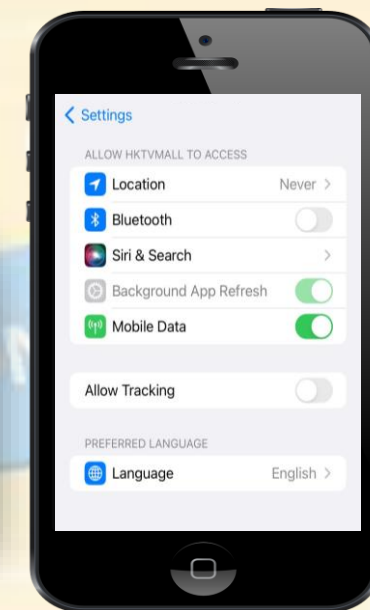 Settings
ALLOW HKTVMALL TO ACCESS
Location Never
Bluetooth
Siri & Search
Background App Refresh
Mobile Data
Allow Tracking
PREFERRED LANGUAGE
Language English